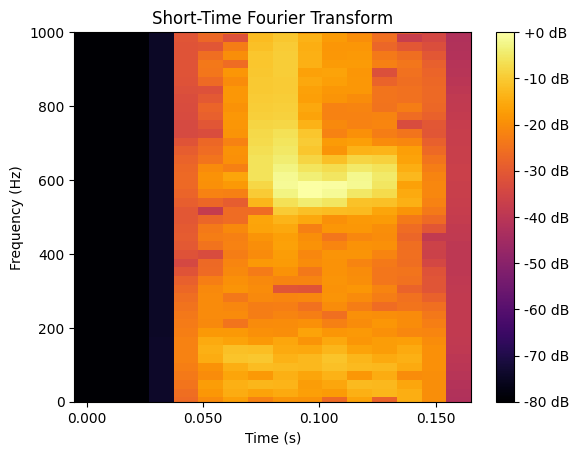 Short-Time Fourier Transform
1000
800
600
400
200
0
Frequency (Hz)
0.000
0.050
0.100
0.150
Time (s)
+0 dB
-10 dB
-20 dB
-30 dB
-40 dB
-50 dB
-60 dB
-70 dB
-80 dB